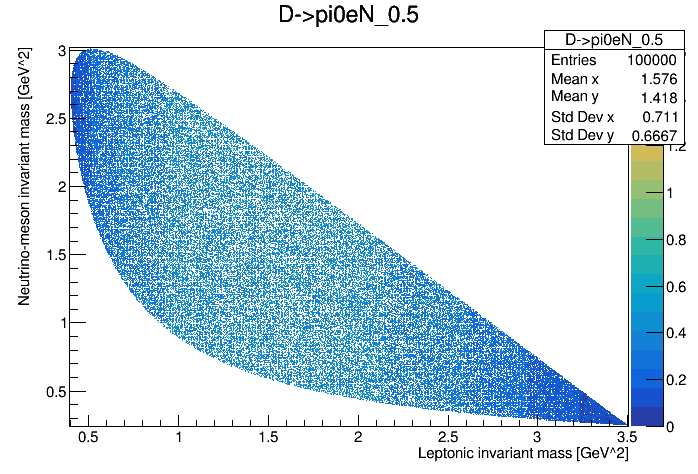 D->pi0eN_0.5
D->pi0eN_0.5
Entries 100000
Mean x 1.576
Mean y 1.418
Std Dev x 0.711
Std Dev y 0.6667
Neutrino-meson invariant mass [GeV^2]
3
2.5
2
1.5
1
0.5
1.2
1
0.8
0.6
0.4
0.2
0
0.5 1 1.5 2 2.5 3 3.5
Leptonic invariant mass [GeV^2]